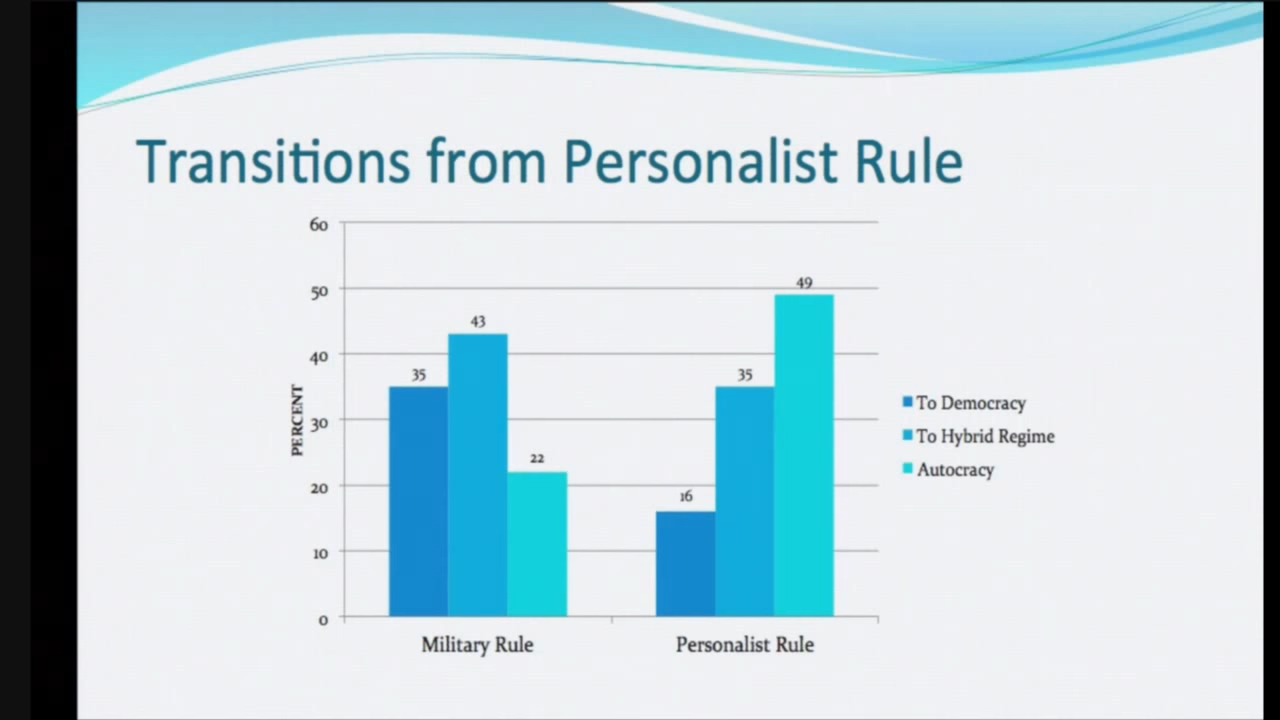 Transitions from Personalist Rule
60
50
40
30
20
10
0
PERCENT
43
35
22
49
35
16
Military Rule
Personalist Rule
To Democracy
To Hybrid Regime
Autocracy